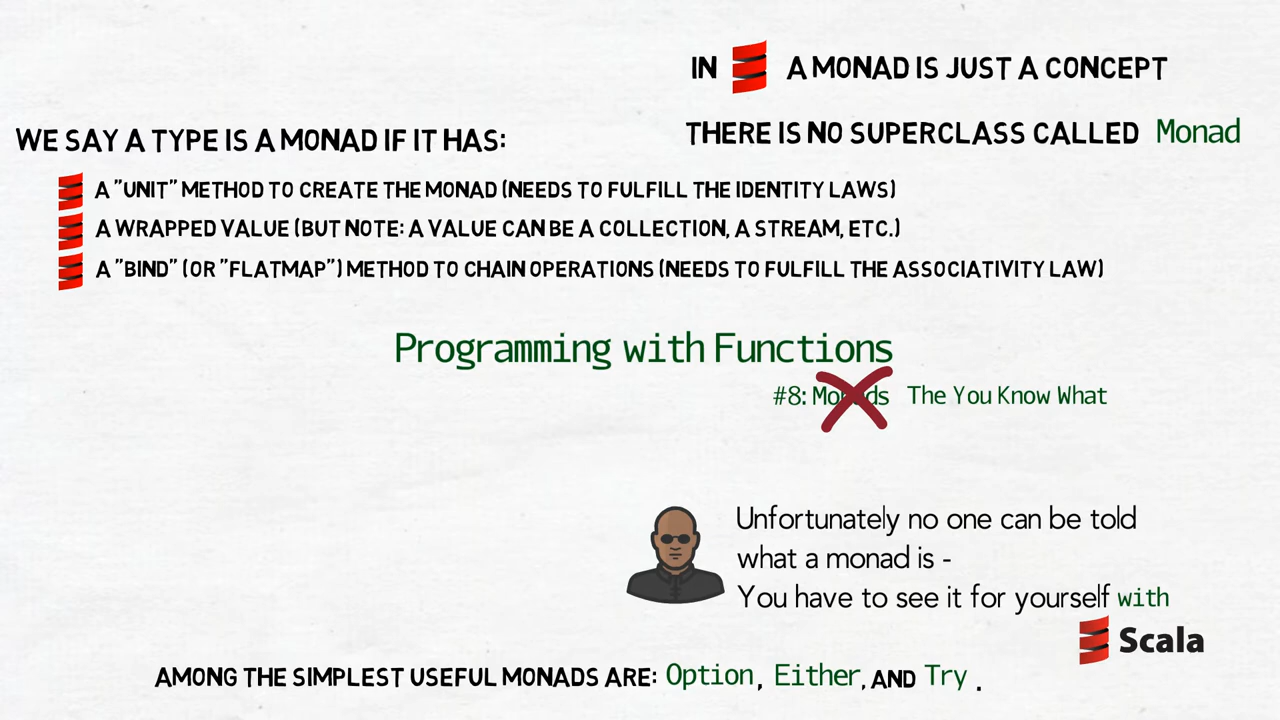 IN A MONAD IS JUST A CONCEPT
THERE IS NO SUPERCLASS CALLED Monad
WE SAY A TYPE IS A MONAD IF IT HAS:
A "UNIT" METHOD TO CREATE THE MONAD (NEEDS TO FULFILL THE IDENTITY LAWS)
A WRAPPED VALUE (BUT NOTE: A VALUE CAN BE A COLLECTION, A STREAM, ETC.)
A "BIND" (OR "FLATMAP") METHOD TO CHAIN OPERATIONS (NEEDS TO FULFILL THE ASSOCIATIVITY LAW)
Programming with Functions
#8: Monads The You Know What
Unfortunately no one can be told
what a monad is -
You have to see it for yourself with
Scala
AMONG THE SIMPLEST USEFUL MONADS ARE: Option, Either, AND Try.